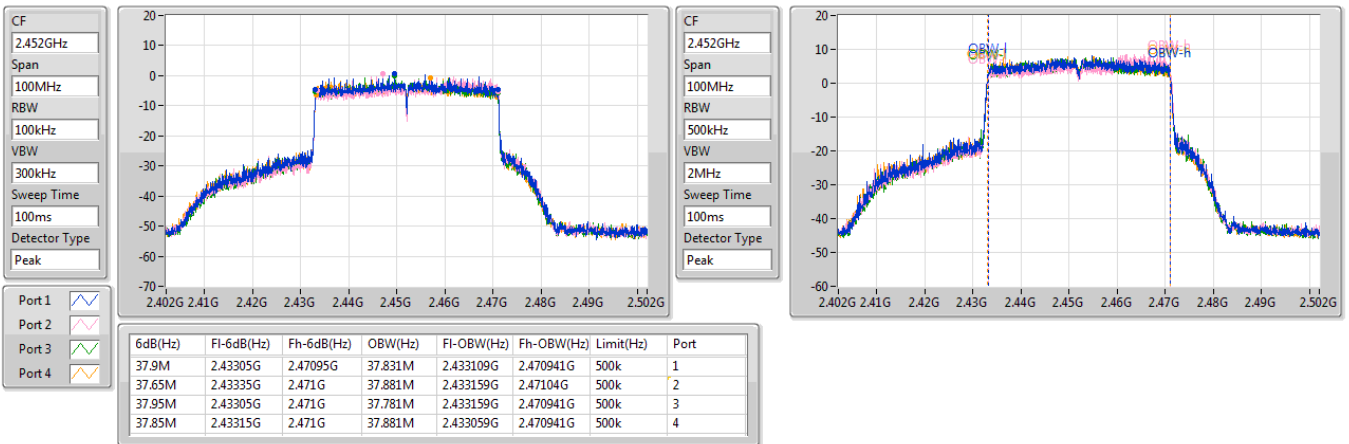 CF
2.452GHz
Span
100MHz
RBW
100kHz
VBW
300kHz
Sweep Time
100ms
Detector Type
Peak
20
10
0
-10
-20
-30
-40
-50
-60
-70
2.402G 2.41G 2.42G 2.43G 2.44G 2.45G 2.46G 2.47G 2.48G 2.49G 2.502G
CF
2.452GHz
Span
100MHz
RBW
500kHz
VBW
2MHz
Sweep Time
100ms
Detector Type
Peak
20
10
0
-10
-20
-30
-40
-50
-60
OBW-l OBW-h
2.402G 2.41G 2.42G 2.43G 2.44G 2.45G 2.46G 2.47G 2.48G 2.49G 2.502G
Port 1
Port 2
Port 3
Port 4
6dB(Hz) Fl-6dB(Hz) Fh-6dB(Hz) OBW(Hz) Fl-OBW(Hz) Fh-OBW(Hz) Limit(Hz) Port
37.9M 2.43305G 2.47095G 37.831M 2.433109G 2.470941G 500k 1
37.65M 2.43335G 2.471G 37.881M 2.433159G 2.47104G 500k 2
37.95M 2.43305G 2.471G 37.781M 2.433159G 2.470941G 500k 3
37.85M 2.43315G 2.471G 37.881M 2.433059G 2.470941G 500k 4